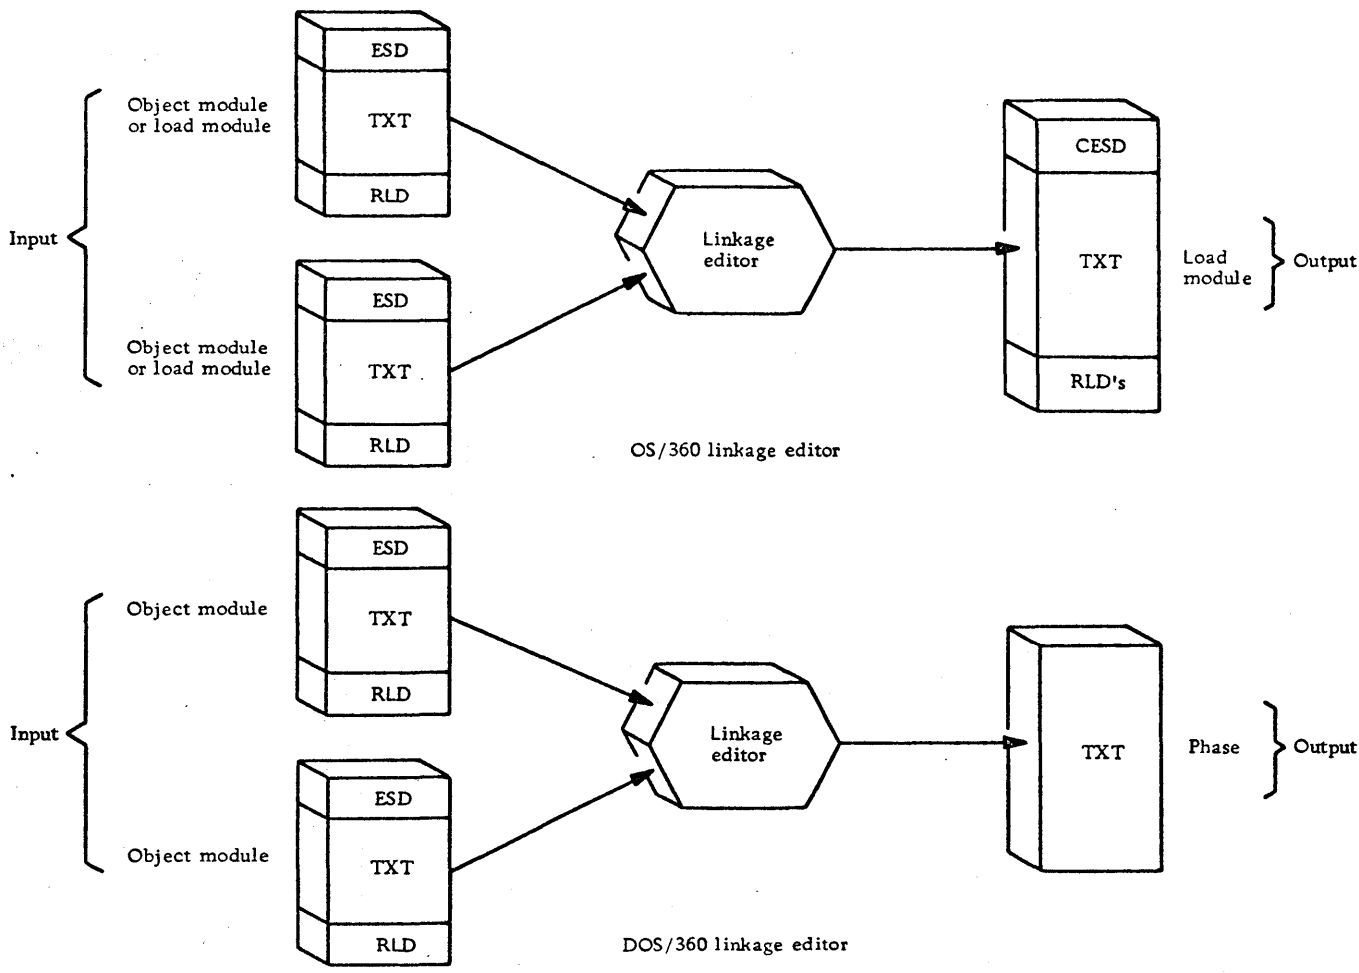 ESD
Object module
or load module
TXT
RLD
Input
ESD
Object module
or load module
TXT
RLD
Linkage
editor
CESD
TXT
RLD's
Load
module
Output
OS/360 linkage editor
ESD
Object module
TXT
RLD
Input
ESD
Object module
TXT
RLD
Linkage
editor
TXT
Phase
Output
DOS/360 linkage editor